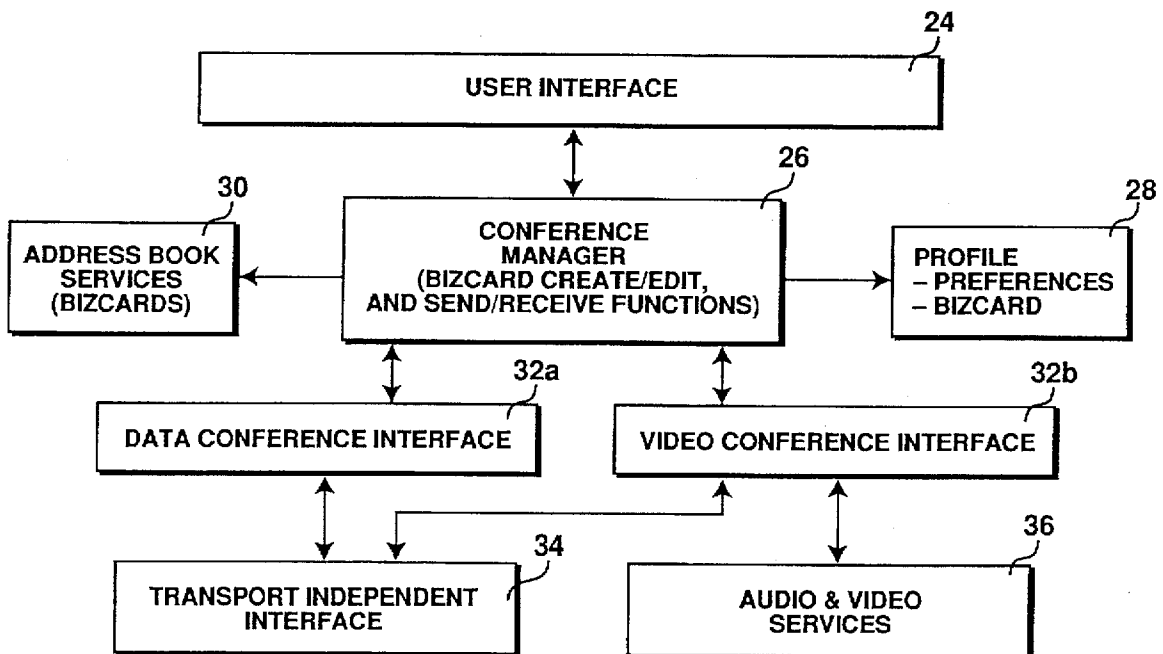 24
USER INTERFACE
26
30
28
ADDRESS BOOK
SERVICES
(BIZCARDS)
CONFERENCE
MANAGER
(BIZCARD CREATE/EDIT,
AND SEND/RECEIVE FUNCTIONS)
PROFILE
– PREFERENCES
– BIZCARD
32a
32b
DATA CONFERENCE INTERFACE
VIDEO CONFERENCE INTERFACE
34
36
TRANSPORT INDEPENDENT
INTERFACE
AUDIO & VIDEO
SERVICES